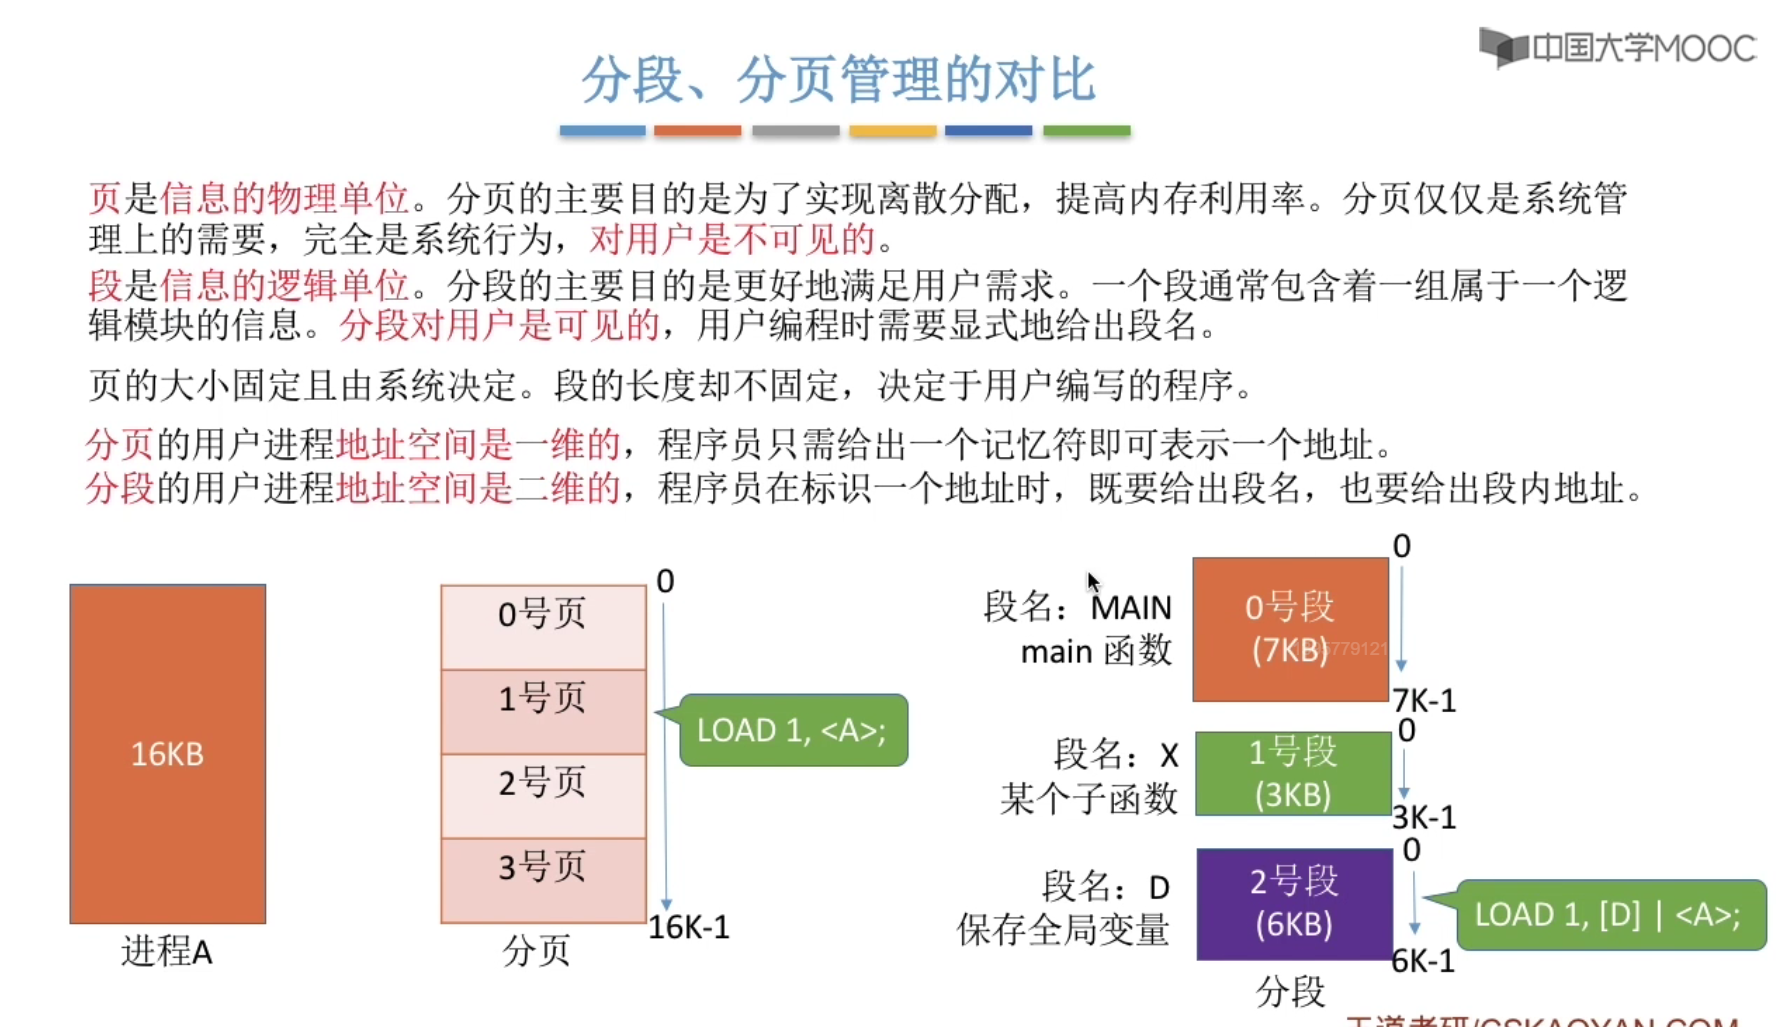 中国大学MOOC
分段、分页管理的对比
页是信息的物理单位。分页的主要目的是为了实现离散分配，提高内存利用率。分页仅仅是系统管
理上的需要，完全是系统行为，对用户是不可见的。
段是信息的逻辑单位。分段的主要目的是更好地满足用户需求。一个段通常包含着一组属于一个逻
辑模块的信息。分段对用户是可见的，用户编程时需要显式地给出段名。
页的大小固定且由系统决定。段的长度却不固定，决定于用户编写的程序。
分页的用户进程地址空间是一维的，程序员只需给出一个记忆符即可表示一个地址。
分段的用户进程地址空间是二维的，程序员在标识一个地址时，既要给出段名，也要给出段内地址。
16KB
进程A
0
0号页
1号页
2号页
3号页
16K-1
LOAD 1, <A>;
分页
段名：MAIN
main 函数
0号段
(7KB)
0
7K-1
段名：X
某个子函数
1号段
(3KB)
0
3K-1
段名：D
保存全局变量
2号段
(6KB)
0
6K-1
LOAD 1, [D] | <A>;
分段
王道考研/CSKAOYAN.COM